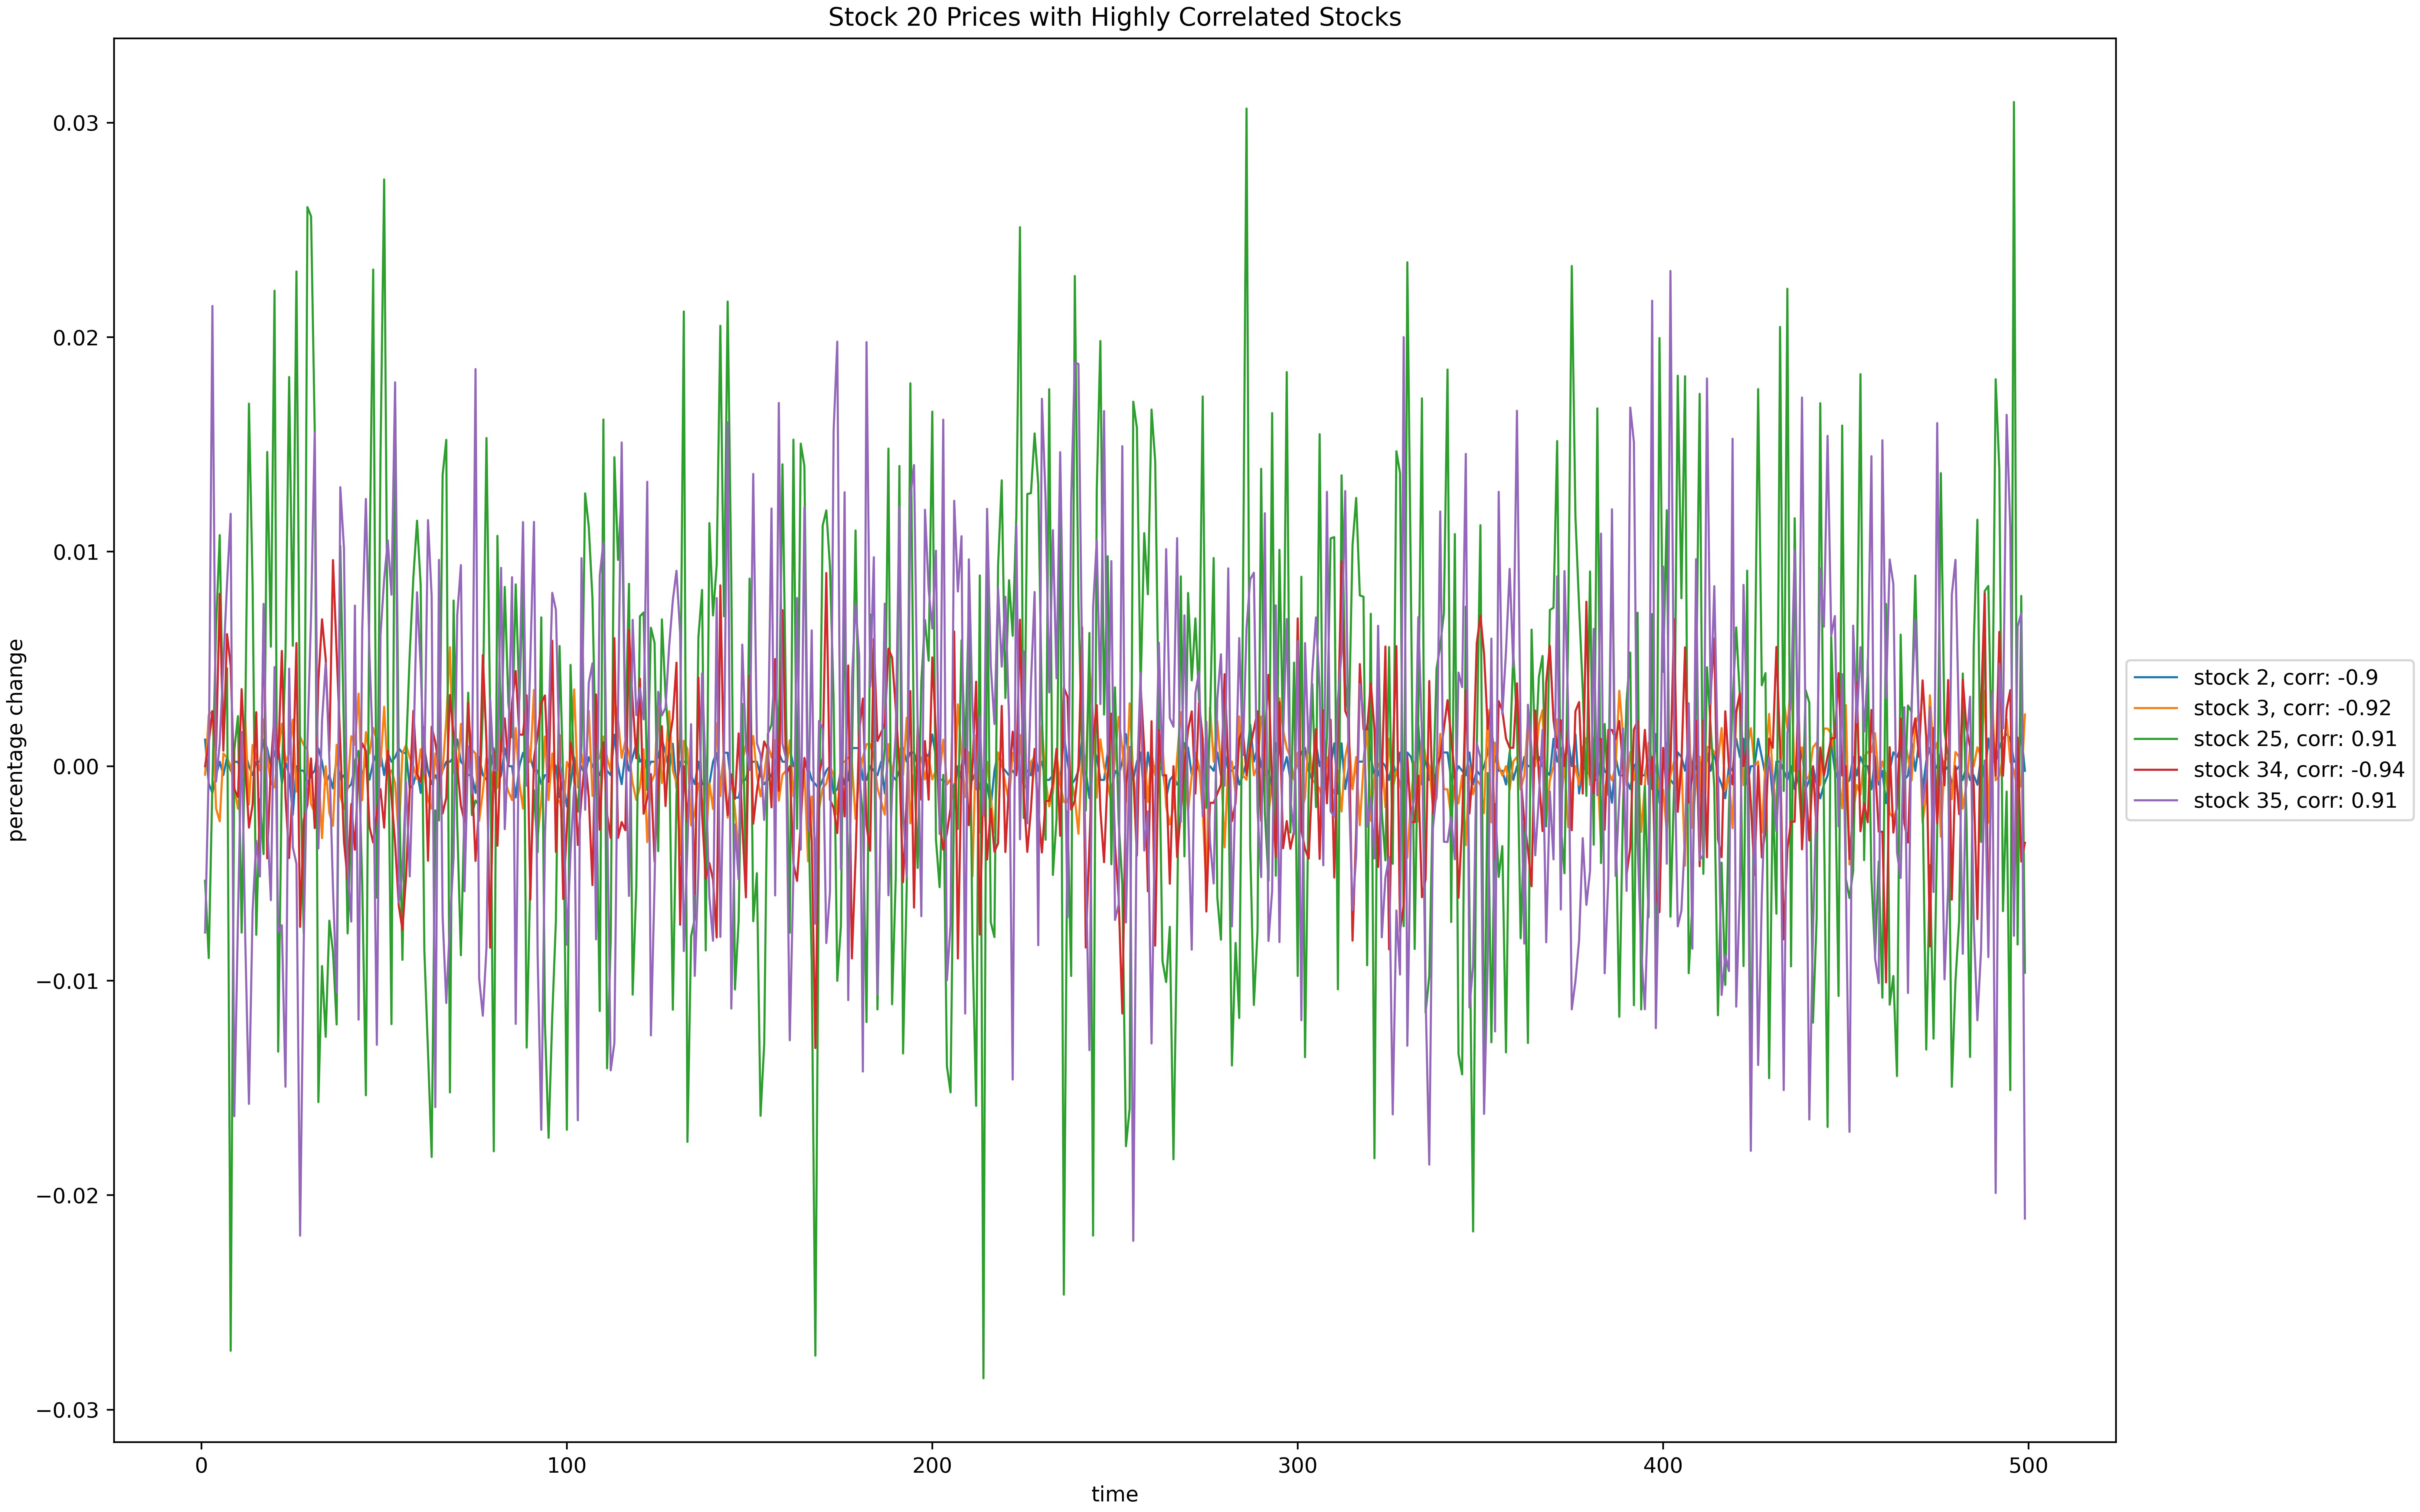 Stock 20 Prices with Highly Correlated Stocks
percentage change
0.03
0.02
0.01
0.00
−0.01
−0.02
−0.03
0
100
200
300
400
500
time
stock 2, corr: -0.9
stock 3, corr: -0.92
stock 25, corr: 0.91
stock 34, corr: -0.94
stock 35, corr: 0.91